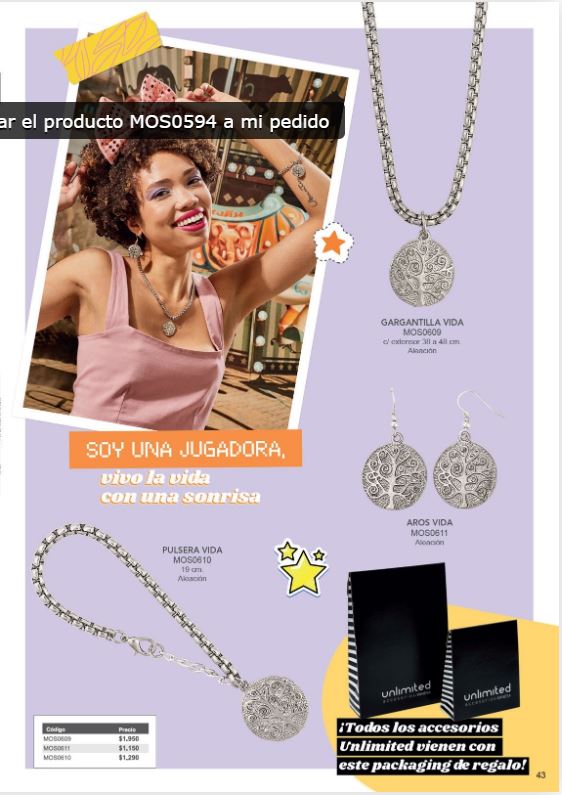 ar el producto MOS0594 a mi pedido
GARGANTILLA VIDA
MOS0609
c/ extensor 38 a 48 cm.
Aleación
SOY UNA JUGADORA,
vivo la vida
con una sonrisa
AROS VIDA
MOS0611
Aleación
PULSERA VIDA
MOS0610
19 cm.
Aleación
unlimited
unlimited
¡Todos los accesorios
Unlimited vienen con
este packaging de regalo!
Código Precio
MOS0609 $1,950
MOS0611 $1,150
MOS0610 $1,290
43